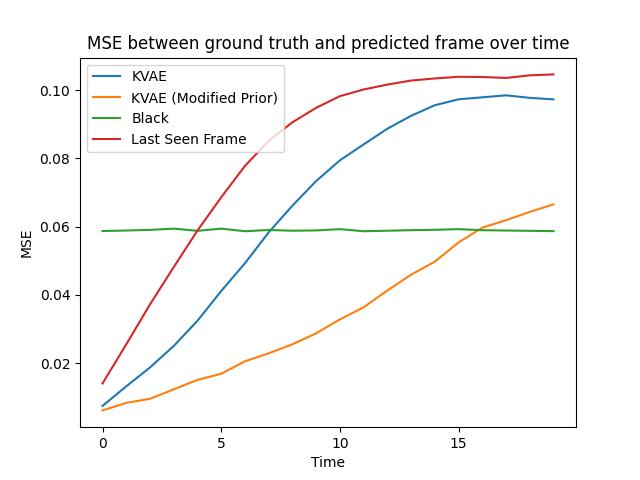 MSE between ground truth and predicted frame over time
KVAE
KVAE (Modified Prior)
Black
Last Seen Frame
MSE
0.10
0.08
0.06
0.04
0.02
0
5
10
15
Time